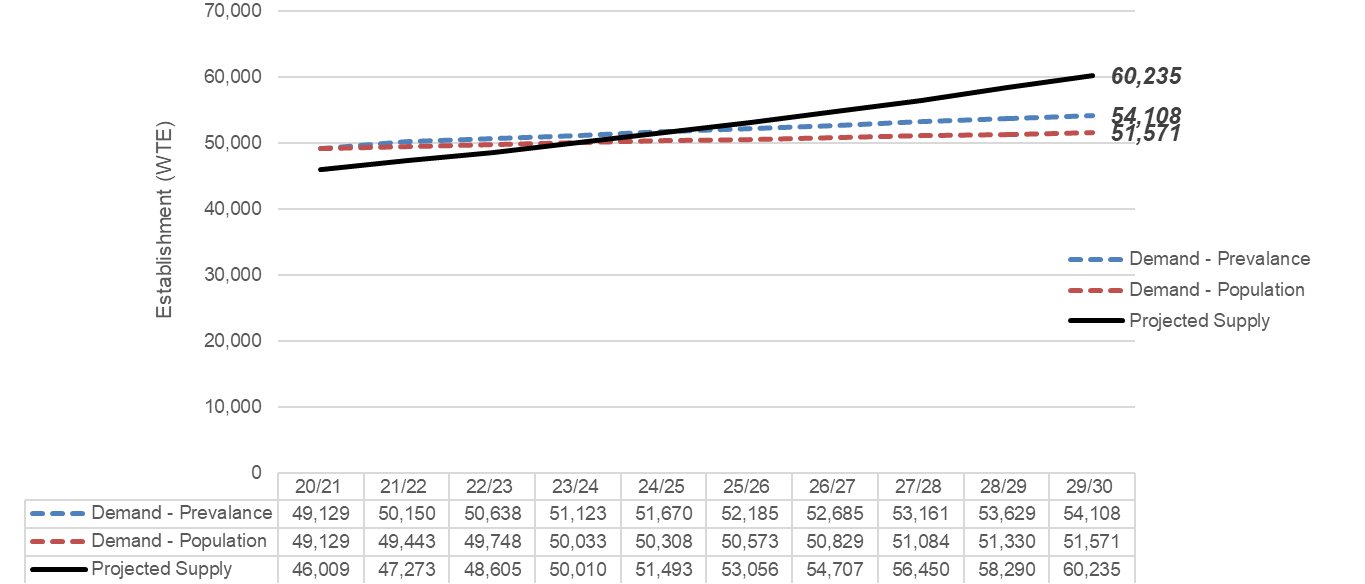 70,000
60,000
50,000
40,000
30,000
20,000
10,000
0
Establishment (WTE)
60,235
54,108
51,571
Demand - Prevalance
Demand - Population
Projected Supply
20/21 21/22 22/23 23/24 24/25 25/26 26/27 27/28 28/29 29/30
Demand - Prevalance 49,129 50,150 50,638 51,123 51,670 52,185 52,685 53,161 53,629 54,108
Demand - Population 49,129 49,443 49,748 50,033 50,308 50,573 50,829 51,084 51,330 51,571
Projected Supply 46,009 47,273 48,605 50,010 51,493 53,056 54,707 56,450 58,290 60,235